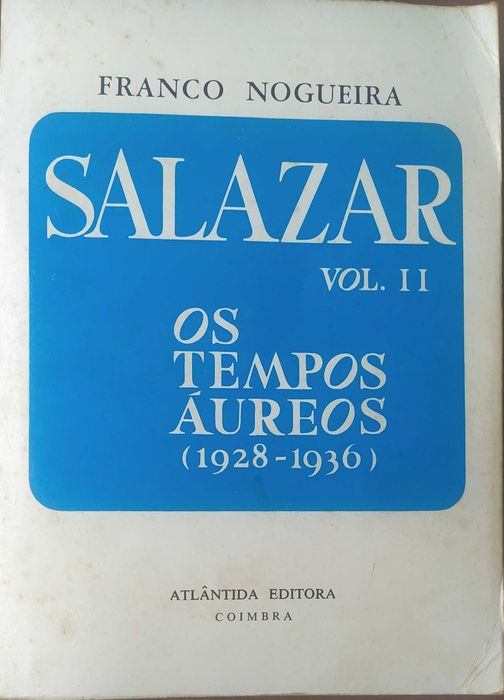 FRANCO NOGUEIRA
SALAZAR
VOL. II
OS
TEMPOS
ÁUREOS
(1928-1936)
ATLÂNTIDA EDITORA
COIMBRA